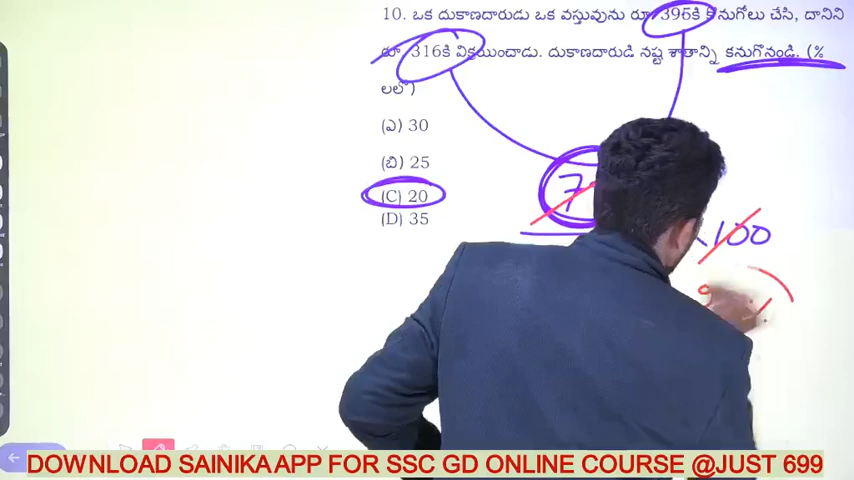 10. ఒక దుకాణదారుడు ఒక వస్తువును రూ. 396కి కొనుగోలు చేసి, దానిని
రూ. 316కి విక్రయించాడు. దుకాణదారుడి నష్ట శాతాన్ని కనుగొనండి. (%
లలో)
(ఎ) 30
(బి) 25
(C) 20
(D) 35
7
100
DOWNLOAD SAINIKA APP FOR SSC GD ONLINE COURSE @JUST 699